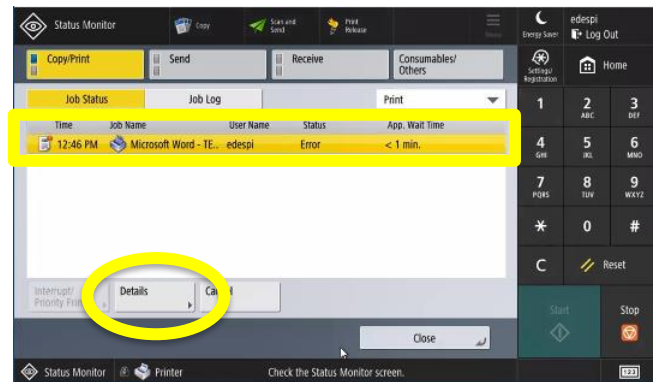 Status Monitor
Copy
Scan and Send
Print Release
Menu
Energy Saver
edespi
Log Out
Copy/Print
Send
Receive
Consumables/
Others
Settings/
Registration
Home
Job Status
Job Log
Print
Time Job Name User Name Status App. Wait Time
12:46 PM Microsoft Word - TE.. edespi Error < 1 min.
1 2 ABC 3 DEF
4 GHI 5 JKL 6 MNO
7 PQRS 8 TUV 9 WXYZ
* 0 #
C Reset
Interrupt/
Priority
Details
Close
Start
Stop
Status Monitor Printer Check the Status Monitor screen.
123